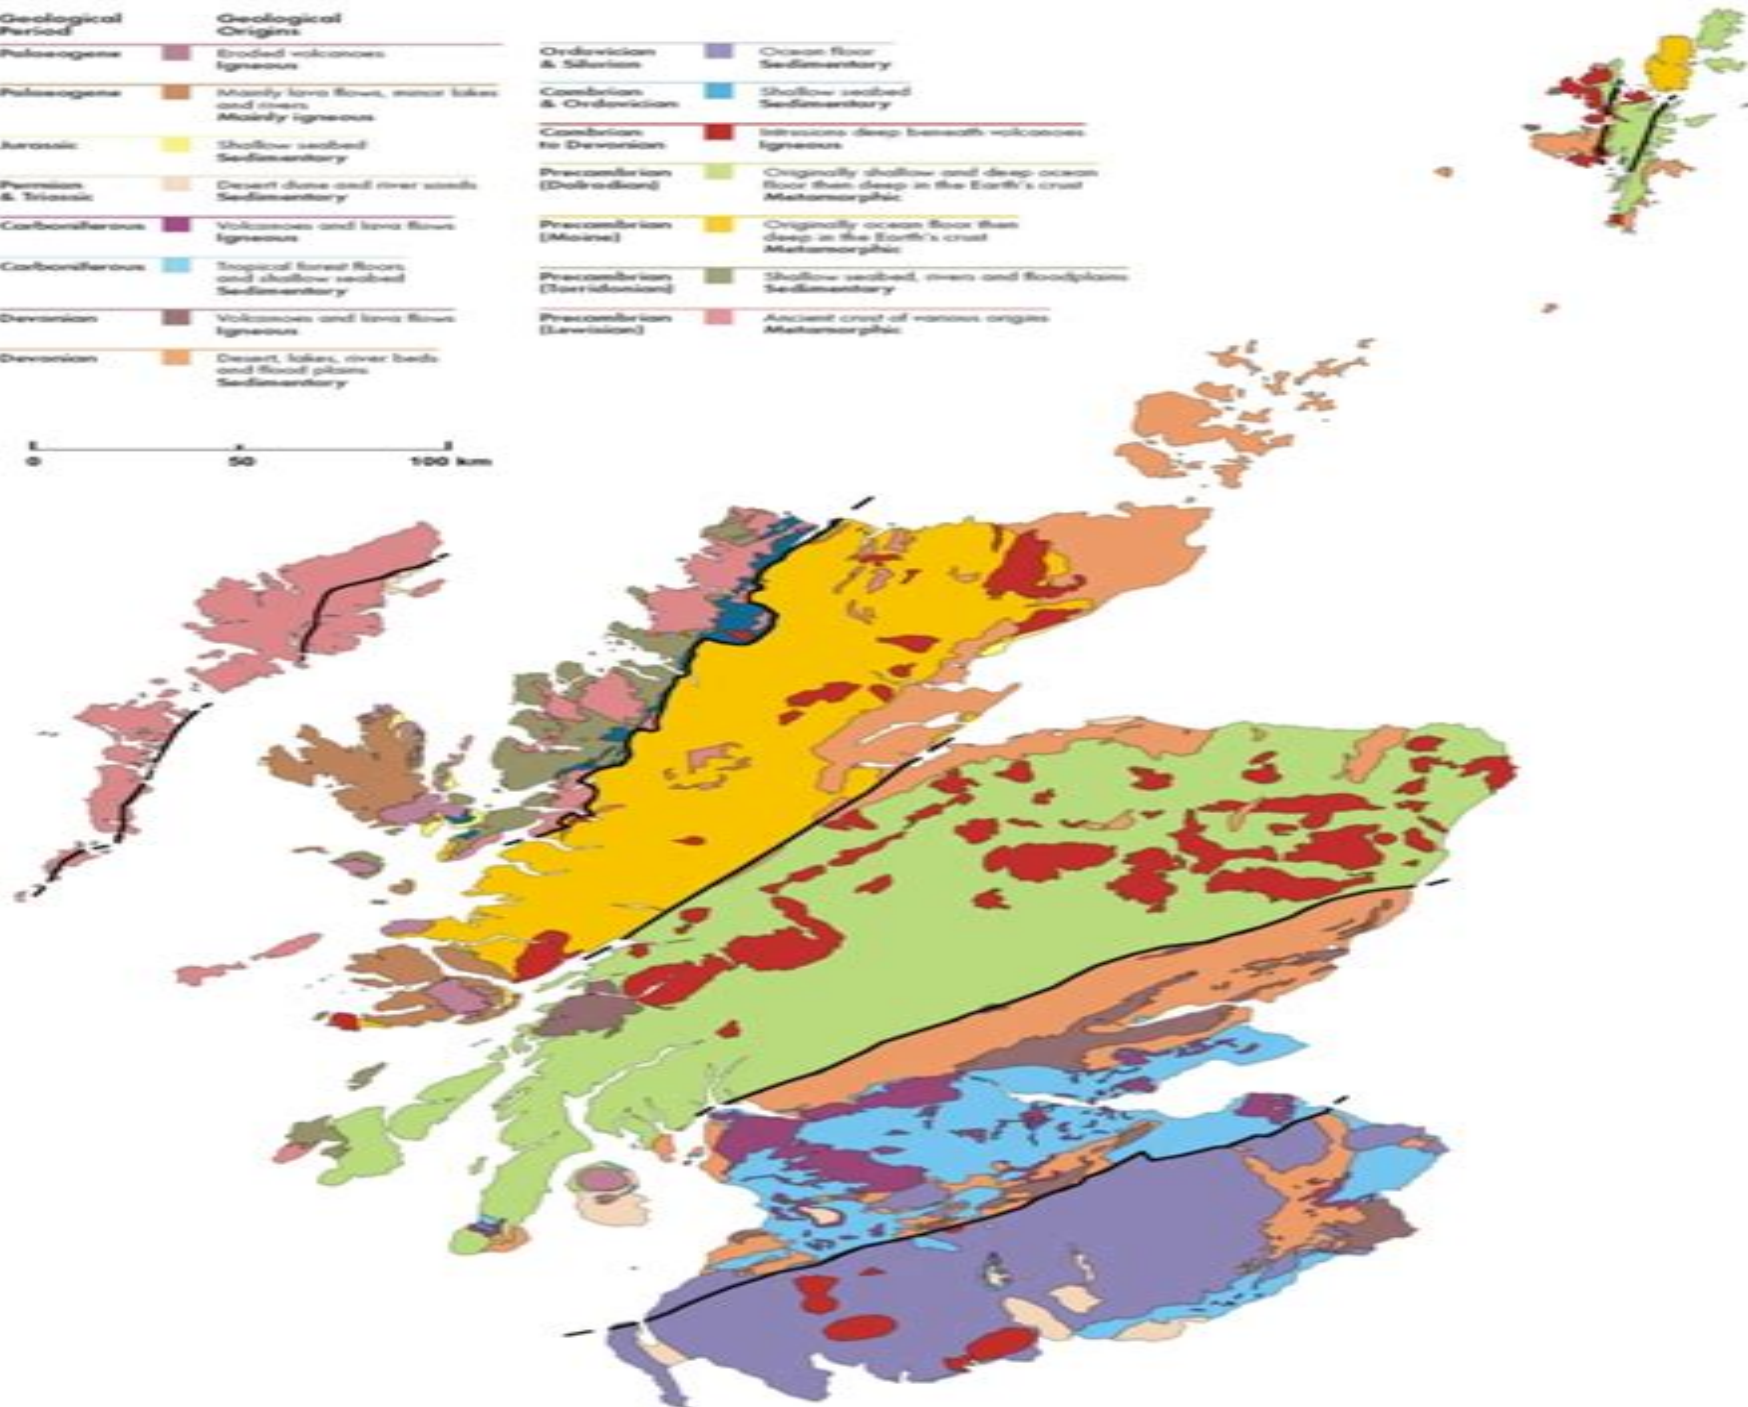 Geological Period
Geological Origins
Palaeogene
Eroded volcanoes
Igneous
Palaeogene
Mainly lava flows, minor lakes
and rivers
Mainly igneous
Jurassic
Shallow seabed
Sedimentary
Permian
& Triassic
Desert dune and river sands
Sedimentary
Carboniferous
Volcanoes and lava flows
Igneous
Carboniferous
Tropical forest floors
and shallow seabed
Sedimentary
Devonian
Volcanoes and lava flows
Igneous
Devonian
Desert, lakes, river beds
and flood plains
Sedimentary
Ordovician
& Silurian
Ocean floor
Sedimentary
Cambrian
& Ordovician
Shallow seabed
Sedimentary
Cambrian
to Devonian
Intrusions deep beneath volcanoes
Igneous
Precambrian
(Dalradian)
Originally shallow and deep ocean
floor then deep in the Earth's crust
Metamorphic
Precambrian
(Moine)
Originally ocean floor then
deep in the Earth's crust
Metamorphic
Precambrian
(Torridonian)
Shallow seabed, rivers and floodplains
Sedimentary
Precambrian
(Lewisian)
Ancient crust of various origins
Metamorphic
0 50 100 km